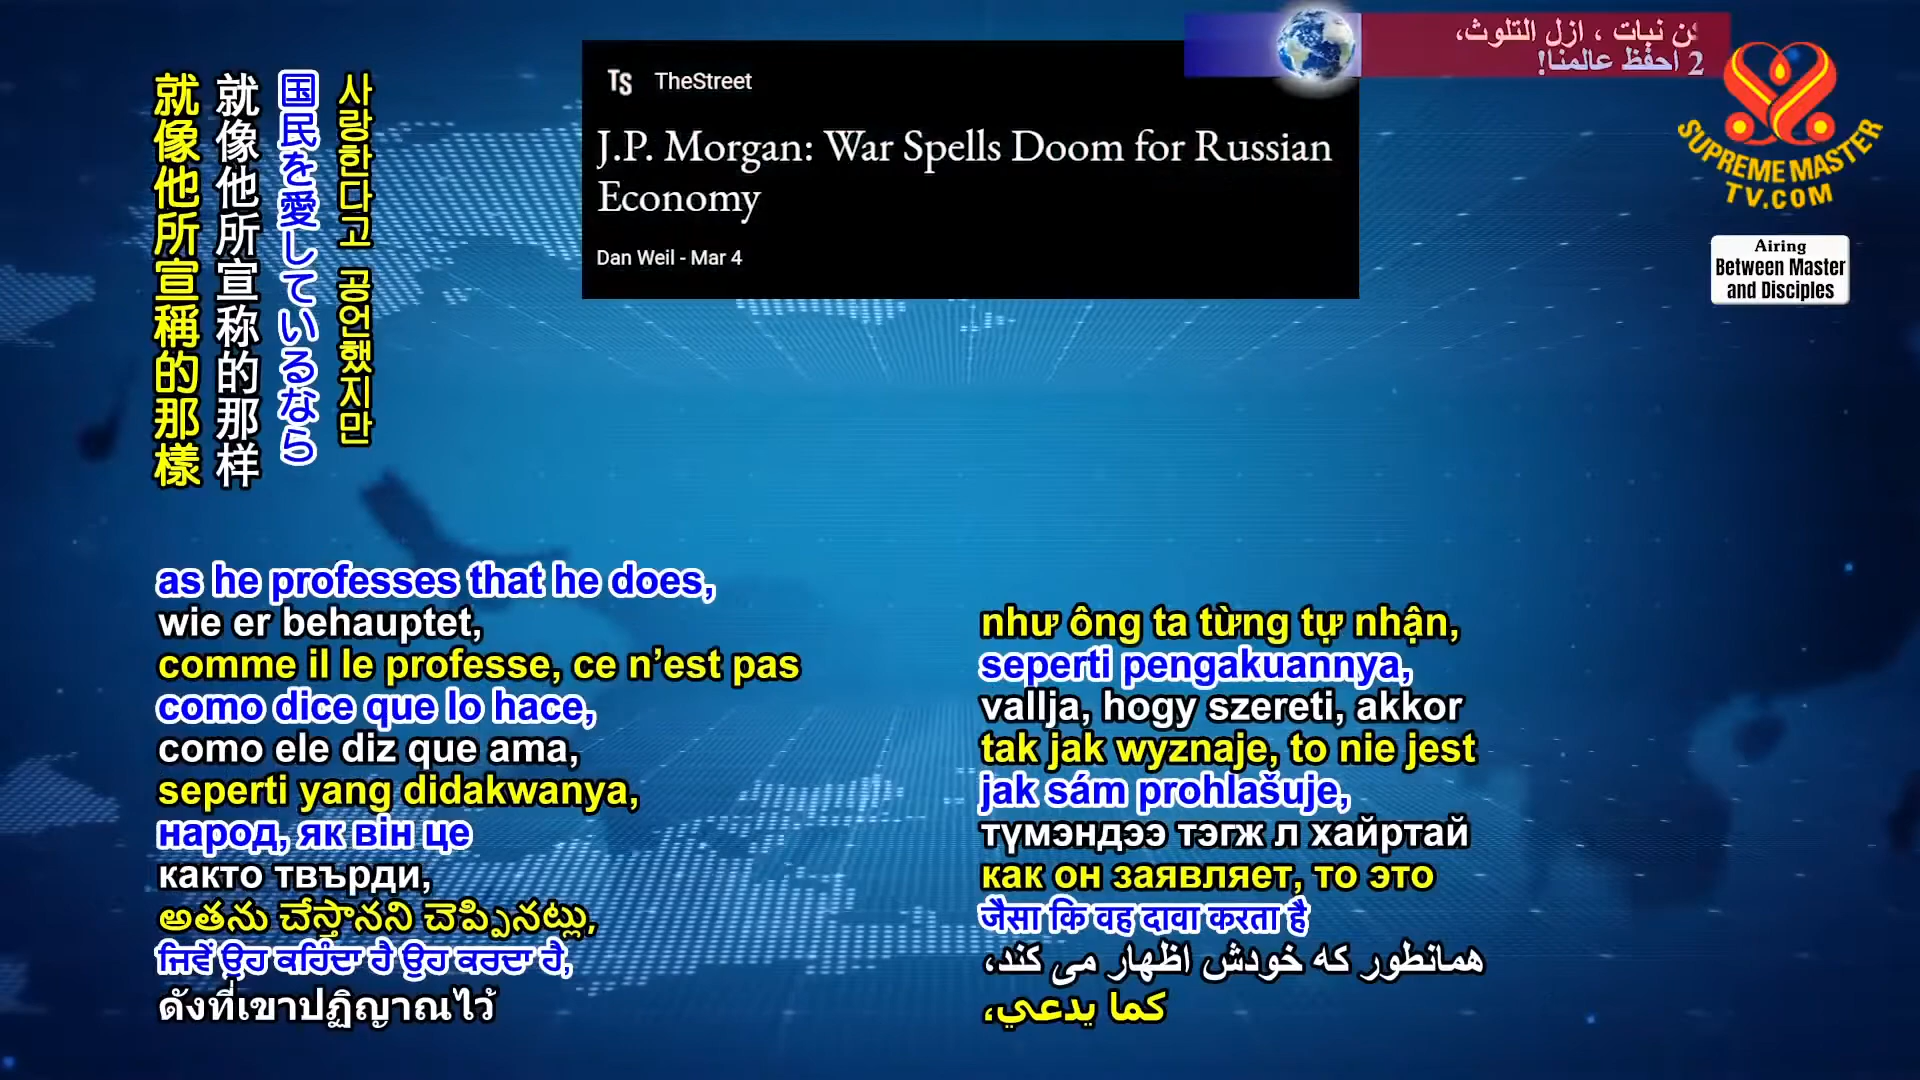 TS TheStreet
J.P. Morgan: War Spells Doom for Russian
Economy
Dan Weil - Mar 4
نبات ، ازل التلوث،
2 احفظ عالمنا!
SUPREME MASTER
TV.COM
Airing
Between Master
and Disciples
就像他所宣稱的那樣
就像他所宣称的那样
国民を愛しているなら
사랑한다고 공언했지만
as he professes that he does,
wie er behauptet,
comme il le professe, ce n’est pas
como dice que lo hace,
como ele diz que ama,
seperti yang didakwanya,
народ, як він це
както твърди,
అతను చేస్తానని చెప్పినట్లు,
ਜਿਵੇਂ ਉਹ ਕਹਿੰਦਾ ਹੈ ਉਹ ਕਰਦਾ ਹੈ,
ดังที่เขาปฏิญาณไว้
như ông ta từng tự nhận,
seperti pengakuannya,
vallja, hogy szereti, akkor
tak jak wyznaje, to nie jest
jak sám prohlašuje,
түмэндээ тэгж л хайртай
как он заявляет, то это
जैसा कि वह दावा करता है
همانطور که خودش اظهار می کند،
كما يدعي،